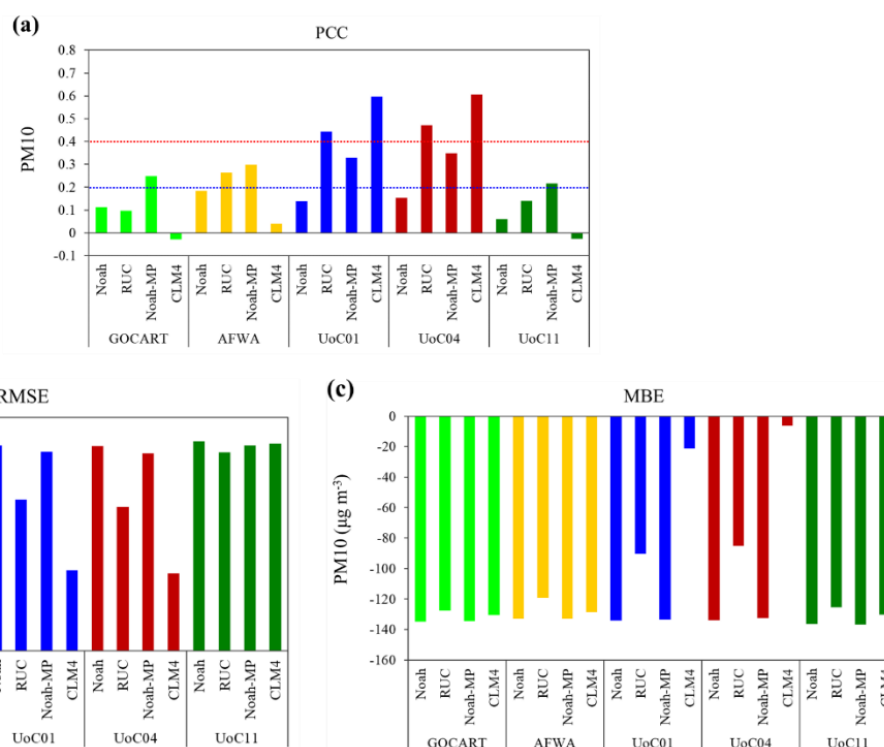 (a)
PCC
0.8
0.7
0.6
0.5
0.4
0.3
0.2
0.1
0
-0.1
PM10
Noah RUC Noah-MP CLM4 Noah RUC Noah-MP CLM4 Noah RUC Noah-MP CLM4 Noah RUC Noah-MP CLM4 Noah RUC Noah-MP CLM4
GOCART AFWA UoC01 UoC04 UoC11
RMSE
RUC Noah-MP CLM4 Noah RUC Noah-MP CLM4 Noah RUC Noah-MP CLM4
UoC01 UoC04 UoC11
(c)
MBE
0
-20
-40
-60
-80
-100
-120
-140
-160
PM10 (μg m-3)
Noah RUC Noah-MP CLM4 Noah RUC Noah-MP CLM4 Noah RUC Noah-MP CLM4 Noah RUC Noah-MP CLM4 Noah RUC Noah-MP CLM4
GOCART AFWA UoC01 UoC04 UoC11